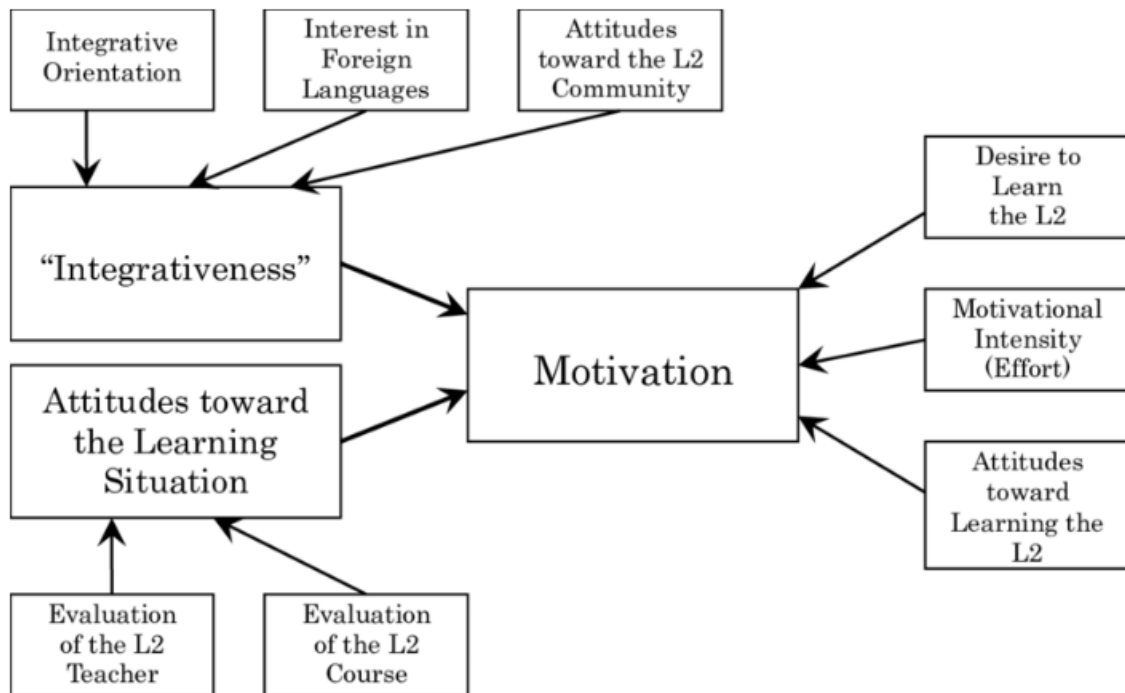 Integrative
Orientation
Interest in
Foreign
Languages
Attitudes
toward the L2
Community
Desire to
Learn
the L2
“Integrativeness”
Motivation
Motivational
Intensity
(Effort)
Attitudes toward
the Learning
Situation
Attitudes
toward
Learning the
L2
Evaluation
of the L2
Teacher
Evaluation
of the L2
Course